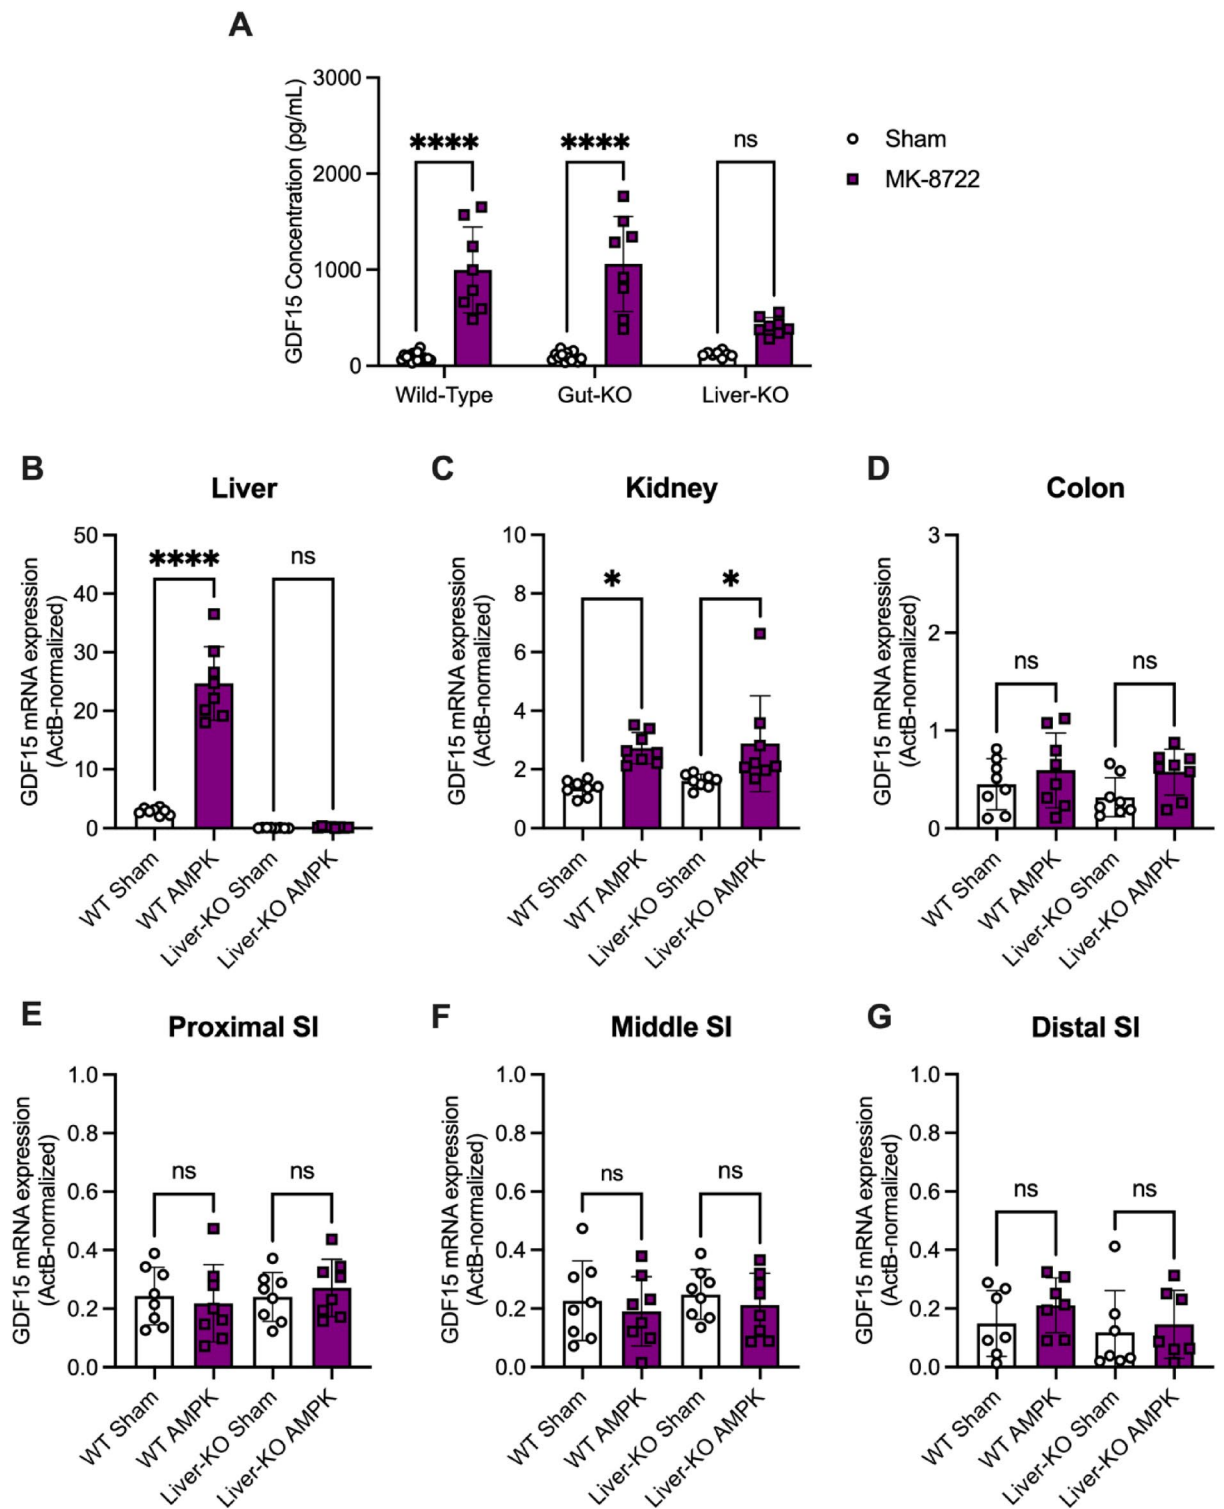 A
GDF15 Concentration (pg/mL)
3000
2000
1000
0
****
****
ns
Wild-Type
Gut-KO
Liver-KO
Sham
MK-8722
B
Liver
GDF15 mRNA expression
(ActB-normalized)
50
40
30
20
10
0
****
ns
WT Sham
WT AMPK
Liver-KO Sham
Liver-KO AMPK
C
Kidney
GDF15 mRNA expression
(ActB-normalized)
10
8
6
4
2
0
*
*
WT Sham
WT AMPK
Liver-KO Sham
Liver-KO AMPK
D
Colon
GDF15 mRNA expression
(ActB-normalized)
3
2
1
0
ns
ns
WT Sham
WT AMPK
Liver-KO Sham
Liver-KO AMPK
E
Proximal SI
GDF15 mRNA expression
(ActB-normalized)
1.0
0.8
0.6
0.4
0.2
0.0
ns
ns
WT Sham
WT AMPK
Liver-KO Sham
Liver-KO AMPK
F
Middle SI
GDF15 mRNA expression
(ActB-normalized)
1.0
0.8
0.6
0.4
0.2
0.0
ns
ns
WT Sham
WT AMPK
Liver-KO Sham
Liver-KO AMPK
G
Distal SI
GDF15 mRNA expression
(ActB-normalized)
1.0
0.8
0.6
0.4
0.2
0.0
ns
ns
WT Sham
WT AMPK
Liver-KO Sham
Liver-KO AMPK